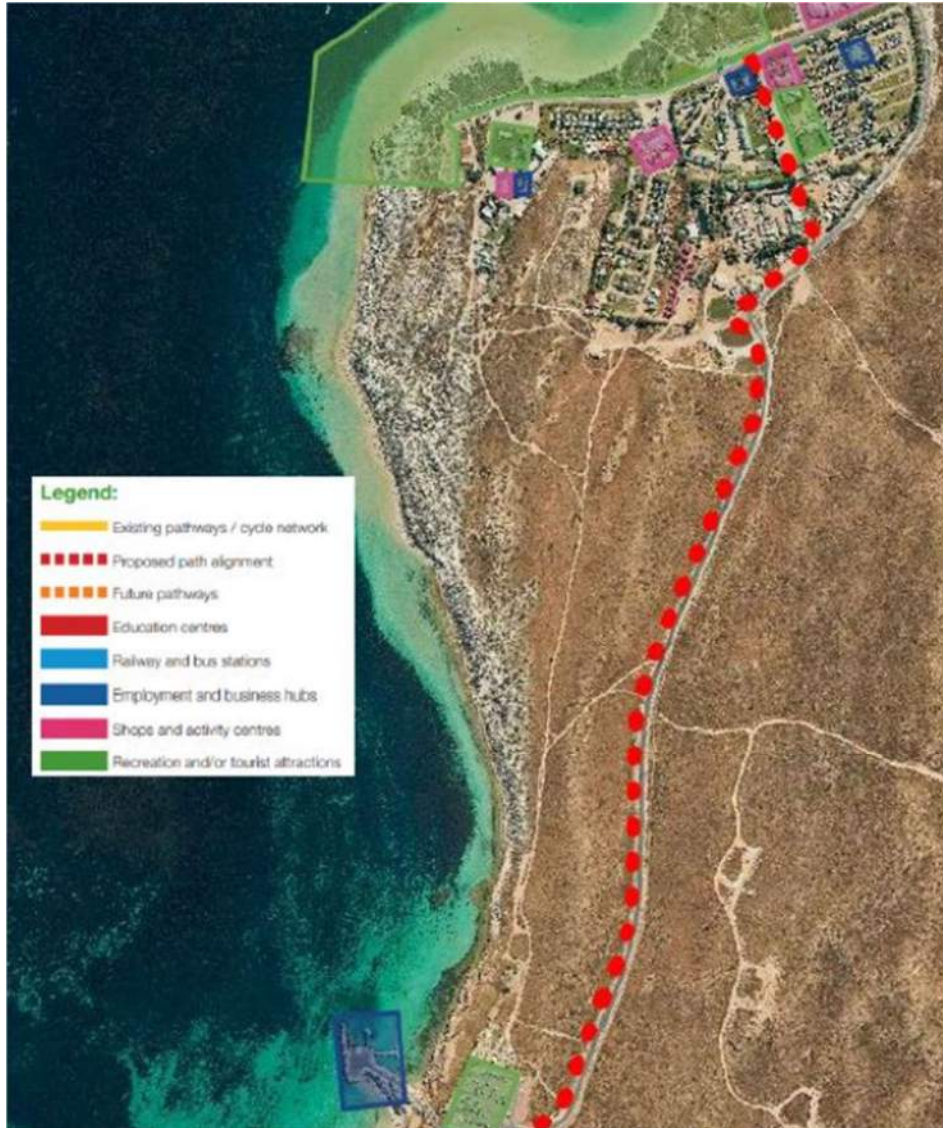 Legend:
Existing pathways / cycle network
Proposed path alignment
Future pathways
Education centres
Railway and bus stations
Employment and business hubs
Shops and activity centres
Recreation and/or tourist attractions